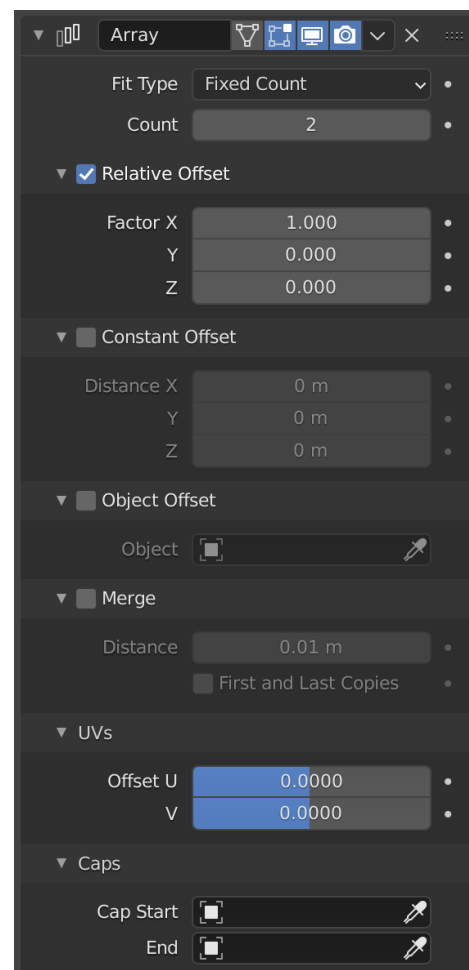 Array
Fit Type Fixed Count
Count 2
Relative Offset
Factor X 1.000
Y 0.000
Z 0.000
Constant Offset
Distance X 0 m
Y 0 m
Z 0 m
Object Offset
Object
Merge
Distance 0.01 m
First and Last Copies
UVs
Offset U 0.0000
V 0.0000
Caps
Cap Start
End